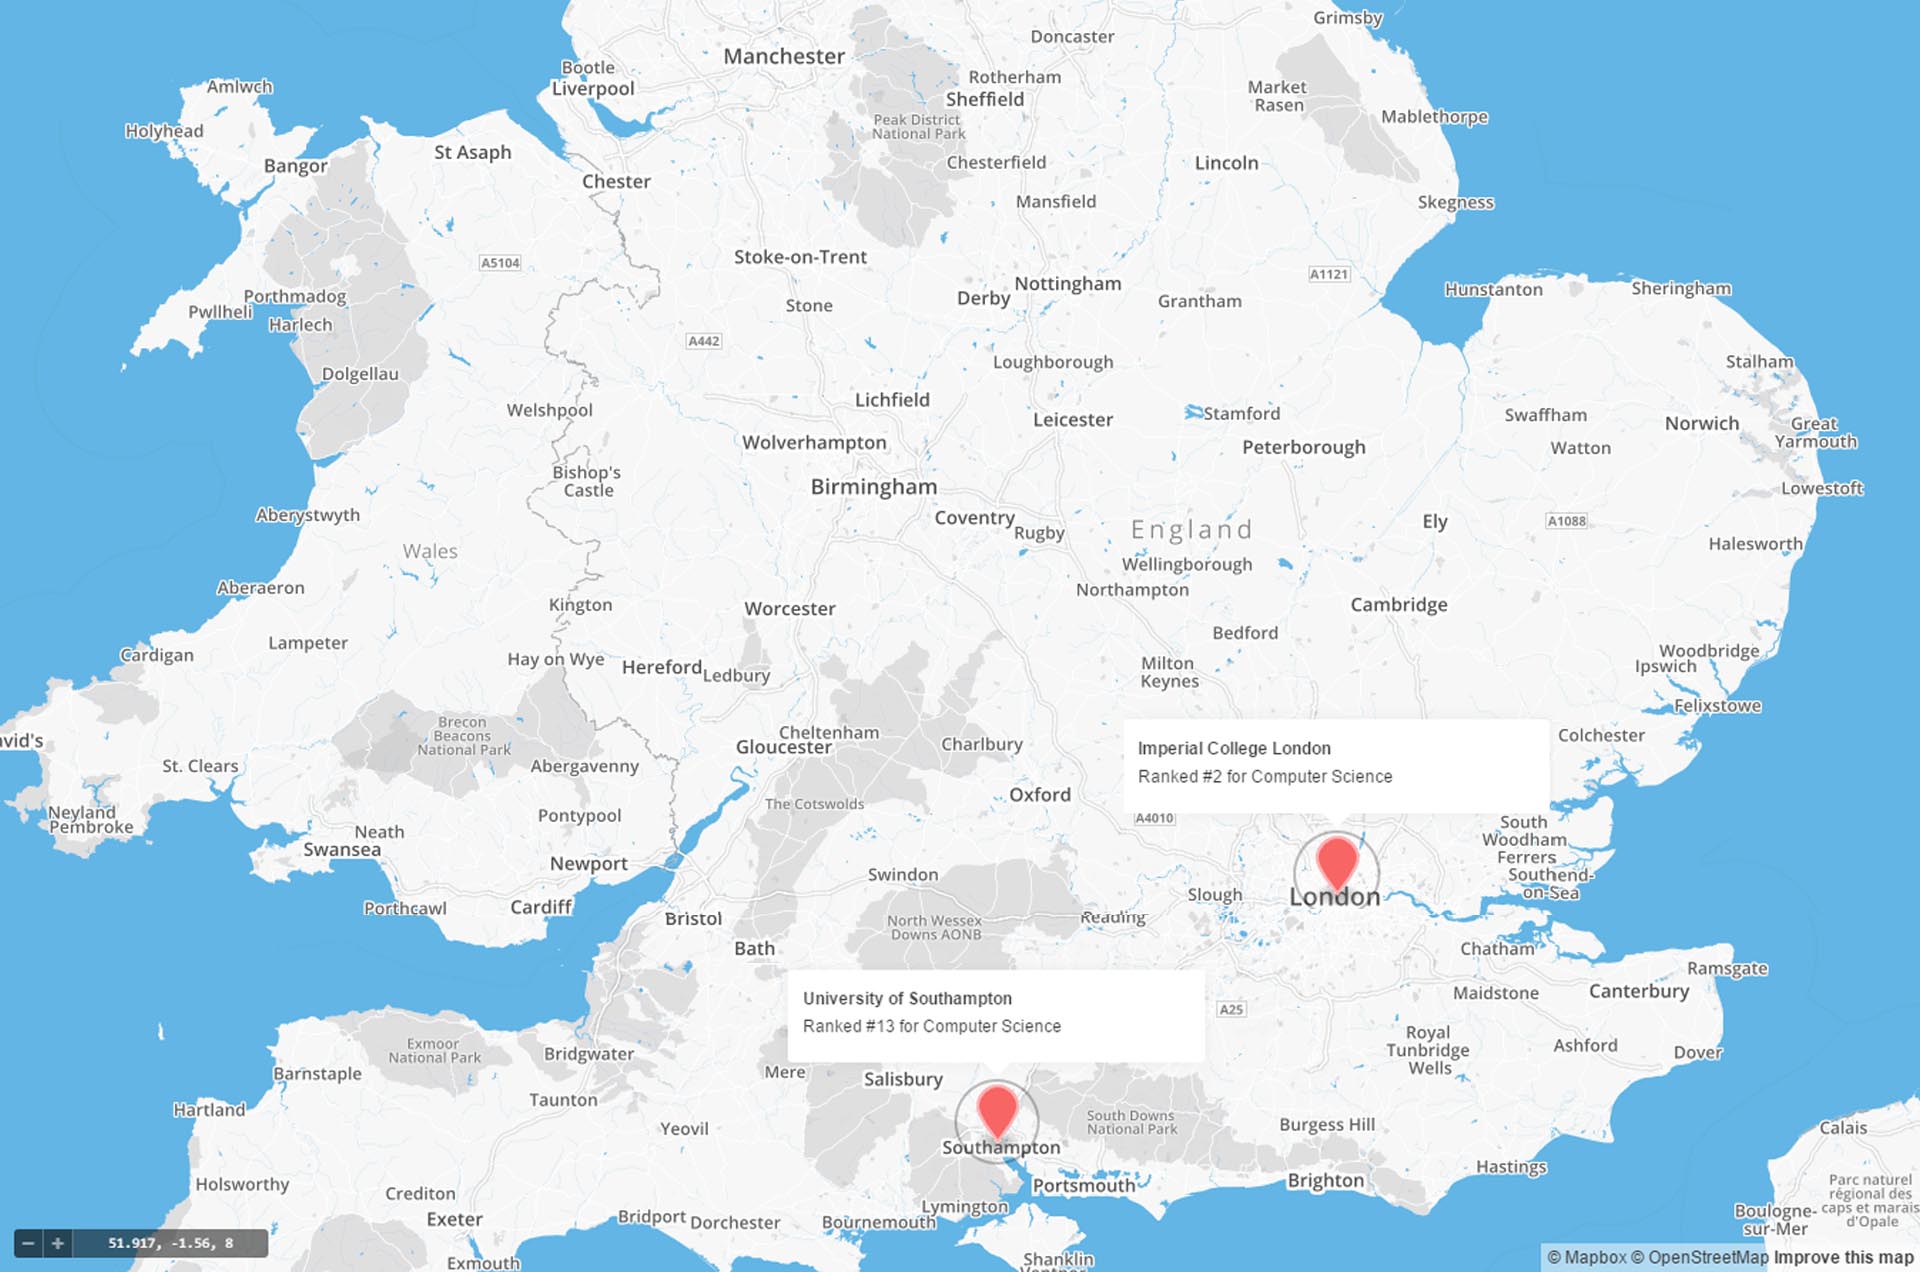 Grimsby
Doncaster
Manchester
Bootle
Liverpool
Rotherham
Sheffield
Amlwch
Market
Rasen
Mablethorpe
Peak District
National Park
Holyhead
St Asaph
Bangor
Chesterfield
Lincoln
Chester
Mansfield
Skegness
Stoke-on-Trent
A5104
A1121
Nottingham
Hunstanton
Sheringham
Porthmadog
Derby
Grantham
Pwllheli
Stone
Harlech
A442
Loughborough
Stalham
Dolgellau
Lichfield
Welshpool
Leicester
Stamford
Swaffham
Norwich
Great
Yarmouth
Wolverhampton
Peterborough
Watton
Bishop's
Castle
Birmingham
Lowestoft
Aberystwyth
Coventry
Rugby
England
Ely
A1088
Wales
Halesworth
Wellingborough
Aberaeron
Northampton
Kington
Worcester
Cambridge
Lampeter
Bedford
Cardigan
Hay on Wye
Hereford
Ledbury
Milton
Keynes
Woodbridge
Ipswich
Felixstowe
Brecon
Beacons
National Park
avid's
Cheltenham
Gloucester
Charlbury
Colchester
Imperial College London
Ranked #2 for Computer Science
St. Clears
Abergavenny
Oxford
The Cotswolds
Neyland
Pembroke
Pontypool
A4010
South
Woodham
Ferrers
Southend-
on-Sea
Neath
Swansea
Newport
Swindon
Slough
London
Porthcawl
Cardiff
Bristol
North Wessex
Downs AONB
Reading
Bath
Chatham
Ramsgate
Maidstone
Canterbury
University of Southampton
Ranked #13 for Computer Science
A25
Exmoor
National Park
Bridgwater
Royal
Tunbridge
Wells
Ashford
Dover
Barnstaple
Mere
Salisbury
Hartland
Taunton
South Downs
National Park
Burgess Hill
Yeovil
Calais
Southampton
Hastings
Holsworthy
Crediton
Portsmouth
Brighton
Parc naturel
régional des
caps et marais
d'Opale
Exeter
Bridport
Dorchester
Bournemouth
Lymington
Boulogne-
sur-Mer
− + 51.917, -1.56, 8
Exmouth
Shanklin
© Mapbox © OpenStreetMap Improve this map